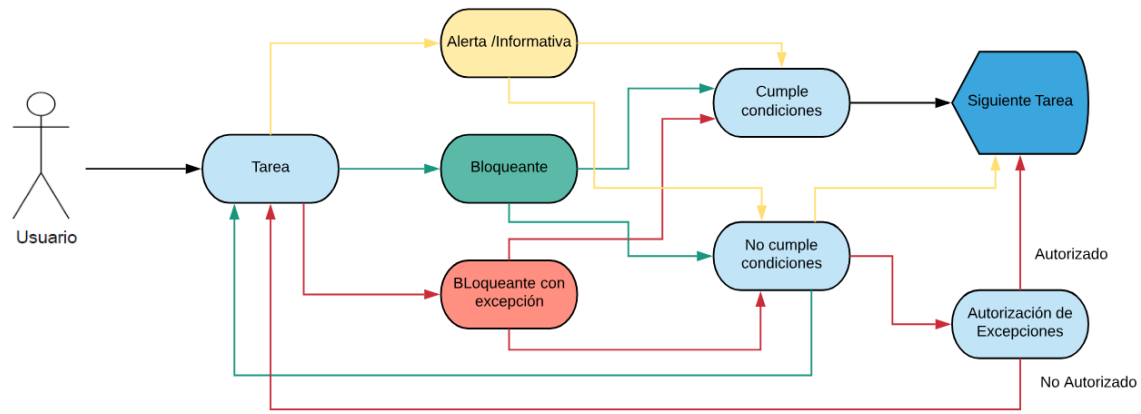 Alerta /Informativa
Cumple
condiciones
Siguiente Tarea
Tarea
Bloqueante
Usuario
No cumple
condiciones
BLoqueante con
excepción
Autorizado
Autorización de
Excepciones
No Autorizado